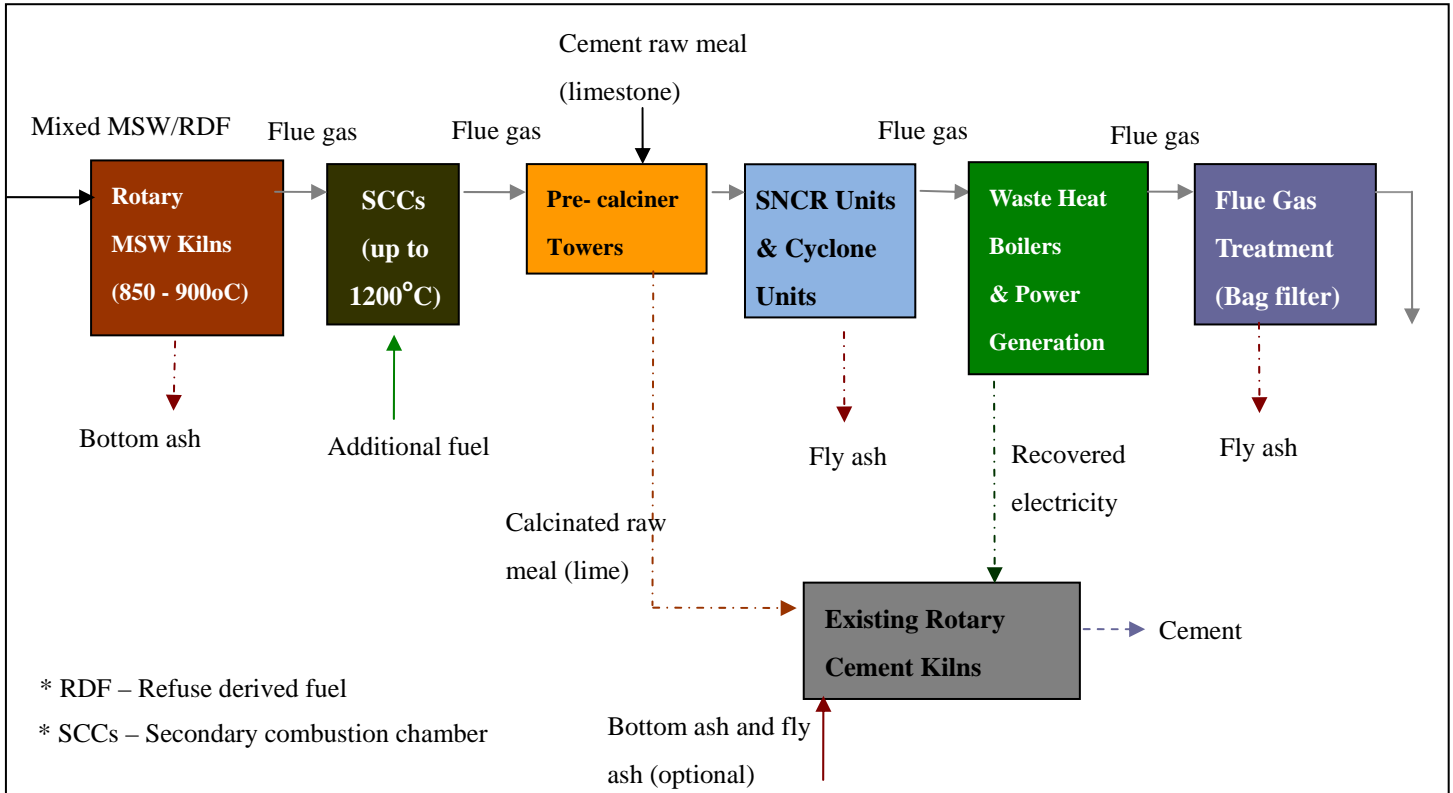 Cement raw meal
(limestone)
Mixed MSW/RDF
Flue gas
Flue gas
Flue gas
Flue gas
Rotary
MSW Kilns
(850 - 900oC)
SCCs
(up to
1200°C)
Pre- calciner
Towers
SNCR Units
& Cyclone
Units
Waste Heat
Boilers
& Power
Generation
Flue Gas
Treatment
(Bag filter)
Bottom ash
Additional fuel
Fly ash
Recovered
electricity
Fly ash
Calcinated raw
meal (lime)
Existing Rotary
Cement Kilns
Cement
* RDF – Refuse derived fuel
* SCCs – Secondary combustion chamber
Bottom ash and fly
ash (optional)